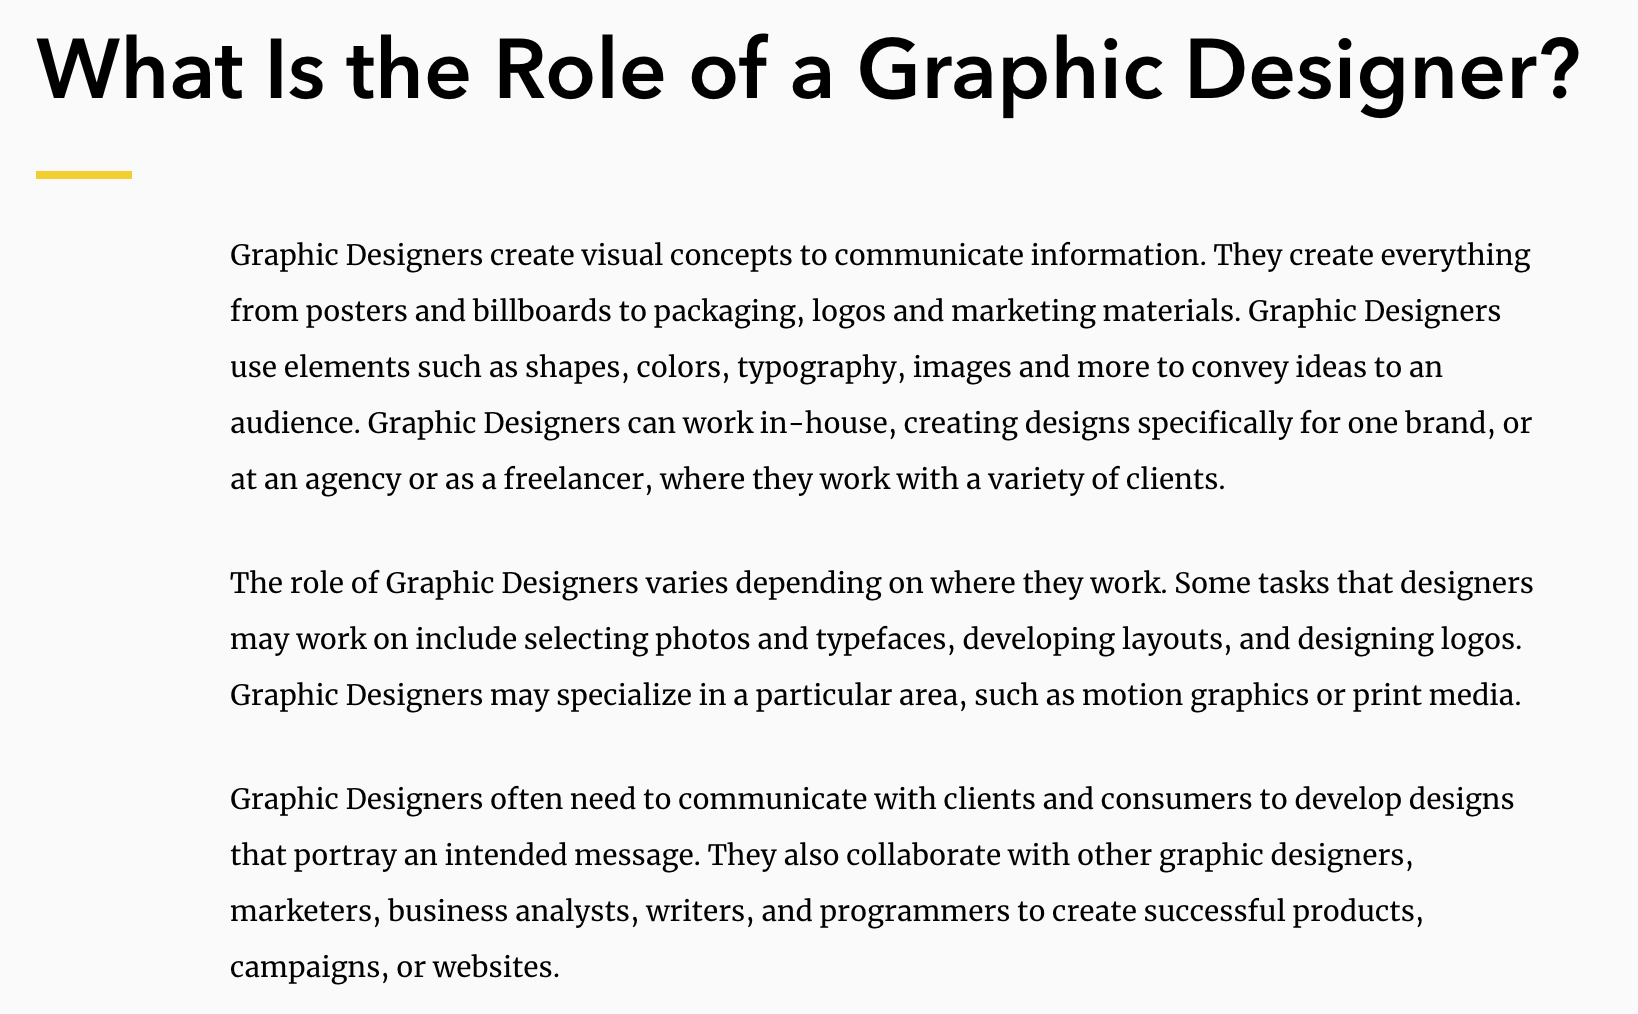 What Is the Role of a Graphic Designer?
Graphic Designers create visual concepts to communicate information. They create everything
from posters and billboards to packaging, logos and marketing materials. Graphic Designers
use elements such as shapes, colors, typography, images and more to convey ideas to an
audience. Graphic Designers can work in-house, creating designs specifically for one brand, or
at an agency or as a freelancer, where they work with a variety of clients.
The role of Graphic Designers varies depending on where they work. Some tasks that designers
may work on include selecting photos and typefaces, developing layouts, and designing logos.
Graphic Designers may specialize in a particular area, such as motion graphics or print media.
Graphic Designers often need to communicate with clients and consumers to develop designs
that portray an intended message. They also collaborate with other graphic designers,
marketers, business analysts, writers, and programmers to create successful products,
campaigns, or websites.